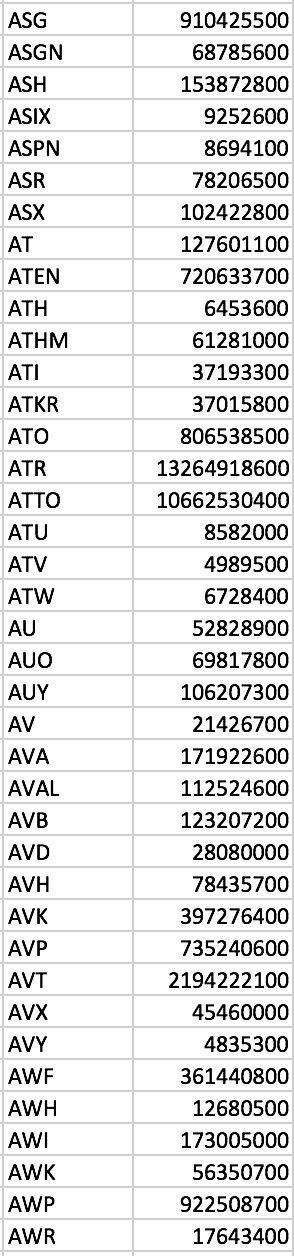 ASG 910425500
ASGN 68785600
ASH 153872800
ASIX 9252600
ASPN 8694100
ASR 78206500
ASX 102422800
AT 127601100
ATEN 720633700
ATH 6453600
ATHM 61281000
ATI 37193300
ATKR 37015800
ATO 806538500
ATR 13264918600
ATTO 10662530400
ATU 8582000
ATV 4989500
ATW 6728400
AU 52828900
AUO 69817800
AUY 106207300
AV 21426700
AVA 171922600
AVAL 112524600
AVB 123207200
AVD 28080000
AVH 78435700
AVK 397276400
AVP 735240600
AVT 2194222100
AVX 45460000
AVY 4835300
AWF 361440800
AWH 12680500
AWI 173005000
AWK 56350700
AWP 922508700
AWR 17643400